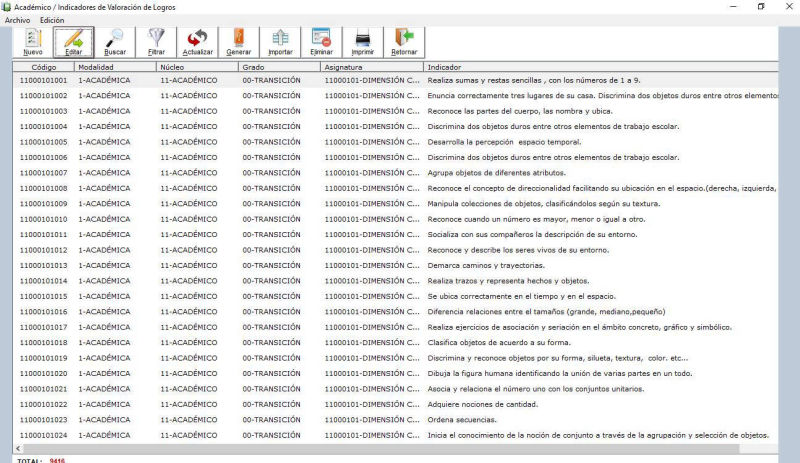 Académico / Indicadores de Valoración de Logros
Archivo Edición
Nuevo Editar Buscar Filtrar Actualizar Generar Importar Eliminar Imprimir Retornar
Código Modalidad Núcleo Grado Asignatura Indicador
11000101001 1-ACADÉMICA 11-ACADÉMICO 00-TRANSICIÓN 11000101-DIMENSIÓN C... Realiza sumas y restas sencillas , con los números de 1 a 9.
11000101002 1-ACADÉMICA 11-ACADÉMICO 00-TRANSICIÓN 11000101-DIMENSIÓN C... Enuncia correctamente tres lugares de su casa. Discrimina dos objetos duros entre otros elemento
11000101003 1-ACADÉMICA 11-ACADÉMICO 00-TRANSICIÓN 11000101-DIMENSIÓN C... Reconoce las partes del cuerpo, las nombra y ubica.
11000101004 1-ACADÉMICA 11-ACADÉMICO 00-TRANSICIÓN 11000101-DIMENSIÓN C... Discrimina dos objetos duros entre otros elementos de trabajo escolar.
11000101005 1-ACADÉMICA 11-ACADÉMICO 00-TRANSICIÓN 11000101-DIMENSIÓN C... Desarrolla la percepción espacio temporal.
11000101006 1-ACADÉMICA 11-ACADÉMICO 00-TRANSICIÓN 11000101-DIMENSIÓN C... Discrimina dos objetos duros entre otros elementos de trabajo escolar.
11000101007 1-ACADÉMICA 11-ACADÉMICO 00-TRANSICIÓN 11000101-DIMENSIÓN C... Agrupa objetos de diferentes atributos.
11000101008 1-ACADÉMICA 11-ACADÉMICO 00-TRANSICIÓN 11000101-DIMENSIÓN C... Reconoce el concepto de direccionalidad facilitando su ubicación en el espacio.(derecha, izquierda,
11000101009 1-ACADÉMICA 11-ACADÉMICO 00-TRANSICIÓN 11000101-DIMENSIÓN C... Manipula colecciones de objetos, clasificándolos según su textura.
11000101010 1-ACADÉMICA 11-ACADÉMICO 00-TRANSICIÓN 11000101-DIMENSIÓN C... Reconoce cuando un número es mayor, menor o igual a otro.
11000101011 1-ACADÉMICA 11-ACADÉMICO 00-TRANSICIÓN 11000101-DIMENSIÓN C... Socializa con sus compañeros la descripción de su entorno.
11000101012 1-ACADÉMICA 11-ACADÉMICO 00-TRANSICIÓN 11000101-DIMENSIÓN C... Reconoce y describe los seres vivos de su entorno.
11000101013 1-ACADÉMICA 11-ACADÉMICO 00-TRANSICIÓN 11000101-DIMENSIÓN C... Demarca caminos y trayectorias.
11000101014 1-ACADÉMICA 11-ACADÉMICO 00-TRANSICIÓN 11000101-DIMENSIÓN C... Realiza trazos y representa hechos y objetos.
11000101015 1-ACADÉMICA 11-ACADÉMICO 00-TRANSICIÓN 11000101-DIMENSIÓN C... Se ubica correctamente en el tiempo y en el espacio.
11000101016 1-ACADÉMICA 11-ACADÉMICO 00-TRANSICIÓN 11000101-DIMENSIÓN C... Diferencia relaciones entre el tamaños (grande, mediano,pequeño)
11000101017 1-ACADÉMICA 11-ACADÉMICO 00-TRANSICIÓN 11000101-DIMENSIÓN C... Realiza ejercicios de asociación y seriación en el ámbito concreto, gráfico y simbólico.
11000101018 1-ACADÉMICA 11-ACADÉMICO 00-TRANSICIÓN 11000101-DIMENSIÓN C... Clasifica objetos de acuerdo a su forma.
11000101019 1-ACADÉMICA 11-ACADÉMICO 00-TRANSICIÓN 11000101-DIMENSIÓN C... Discrimina y reconoce objetos por su forma, silueta, textura, color. etc...
11000101020 1-ACADÉMICA 11-ACADÉMICO 00-TRANSICIÓN 11000101-DIMENSIÓN C... Dibuja la figura humana identificando la unión de varias partes en un todo.
11000101021 1-ACADÉMICA 11-ACADÉMICO 00-TRANSICIÓN 11000101-DIMENSIÓN C... Asocia y relaciona el número uno con los conjuntos unitarios.
11000101022 1-ACADÉMICA 11-ACADÉMICO 00-TRANSICIÓN 11000101-DIMENSIÓN C... Adquiere nociones de cantidad.
11000101023 1-ACADÉMICA 11-ACADÉMICO 00-TRANSICIÓN 11000101-DIMENSIÓN C... Ordena secuencias.
11000101024 1-ACADÉMICA 11-ACADÉMICO 00-TRANSICIÓN 11000101-DIMENSIÓN C... Inicia el conocimiento de la noción de conjunto a través de la agrupación y selección de objetos.
TOTAL: 9416